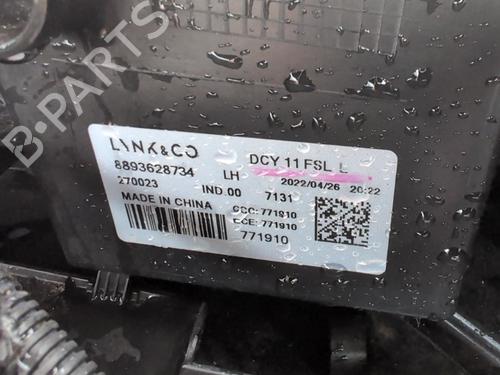 LYNK&CO DCY 11 FSL L
8893628734 LH 2022/04/26 20:22
270023 IND.00 7131
MADE IN CHINA CCC: 771910
ECE: 771910
771910
B-PARTS